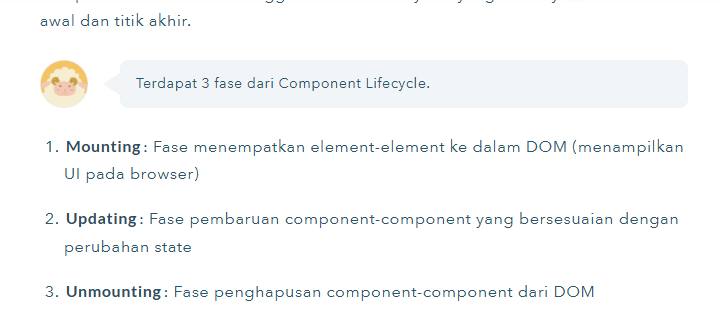 awal dan titik akhir.
Terdapat 3 fase dari Component Lifecycle.
1. Mounting: Fase menempatkan element-element ke dalam DOM (menampilkan
UI pada browser)
2. Updating: Fase pembaruan component-component yang bersesuaian dengan
perubahan state
3. Unmounting: Fase penghapusan component-component dari DOM